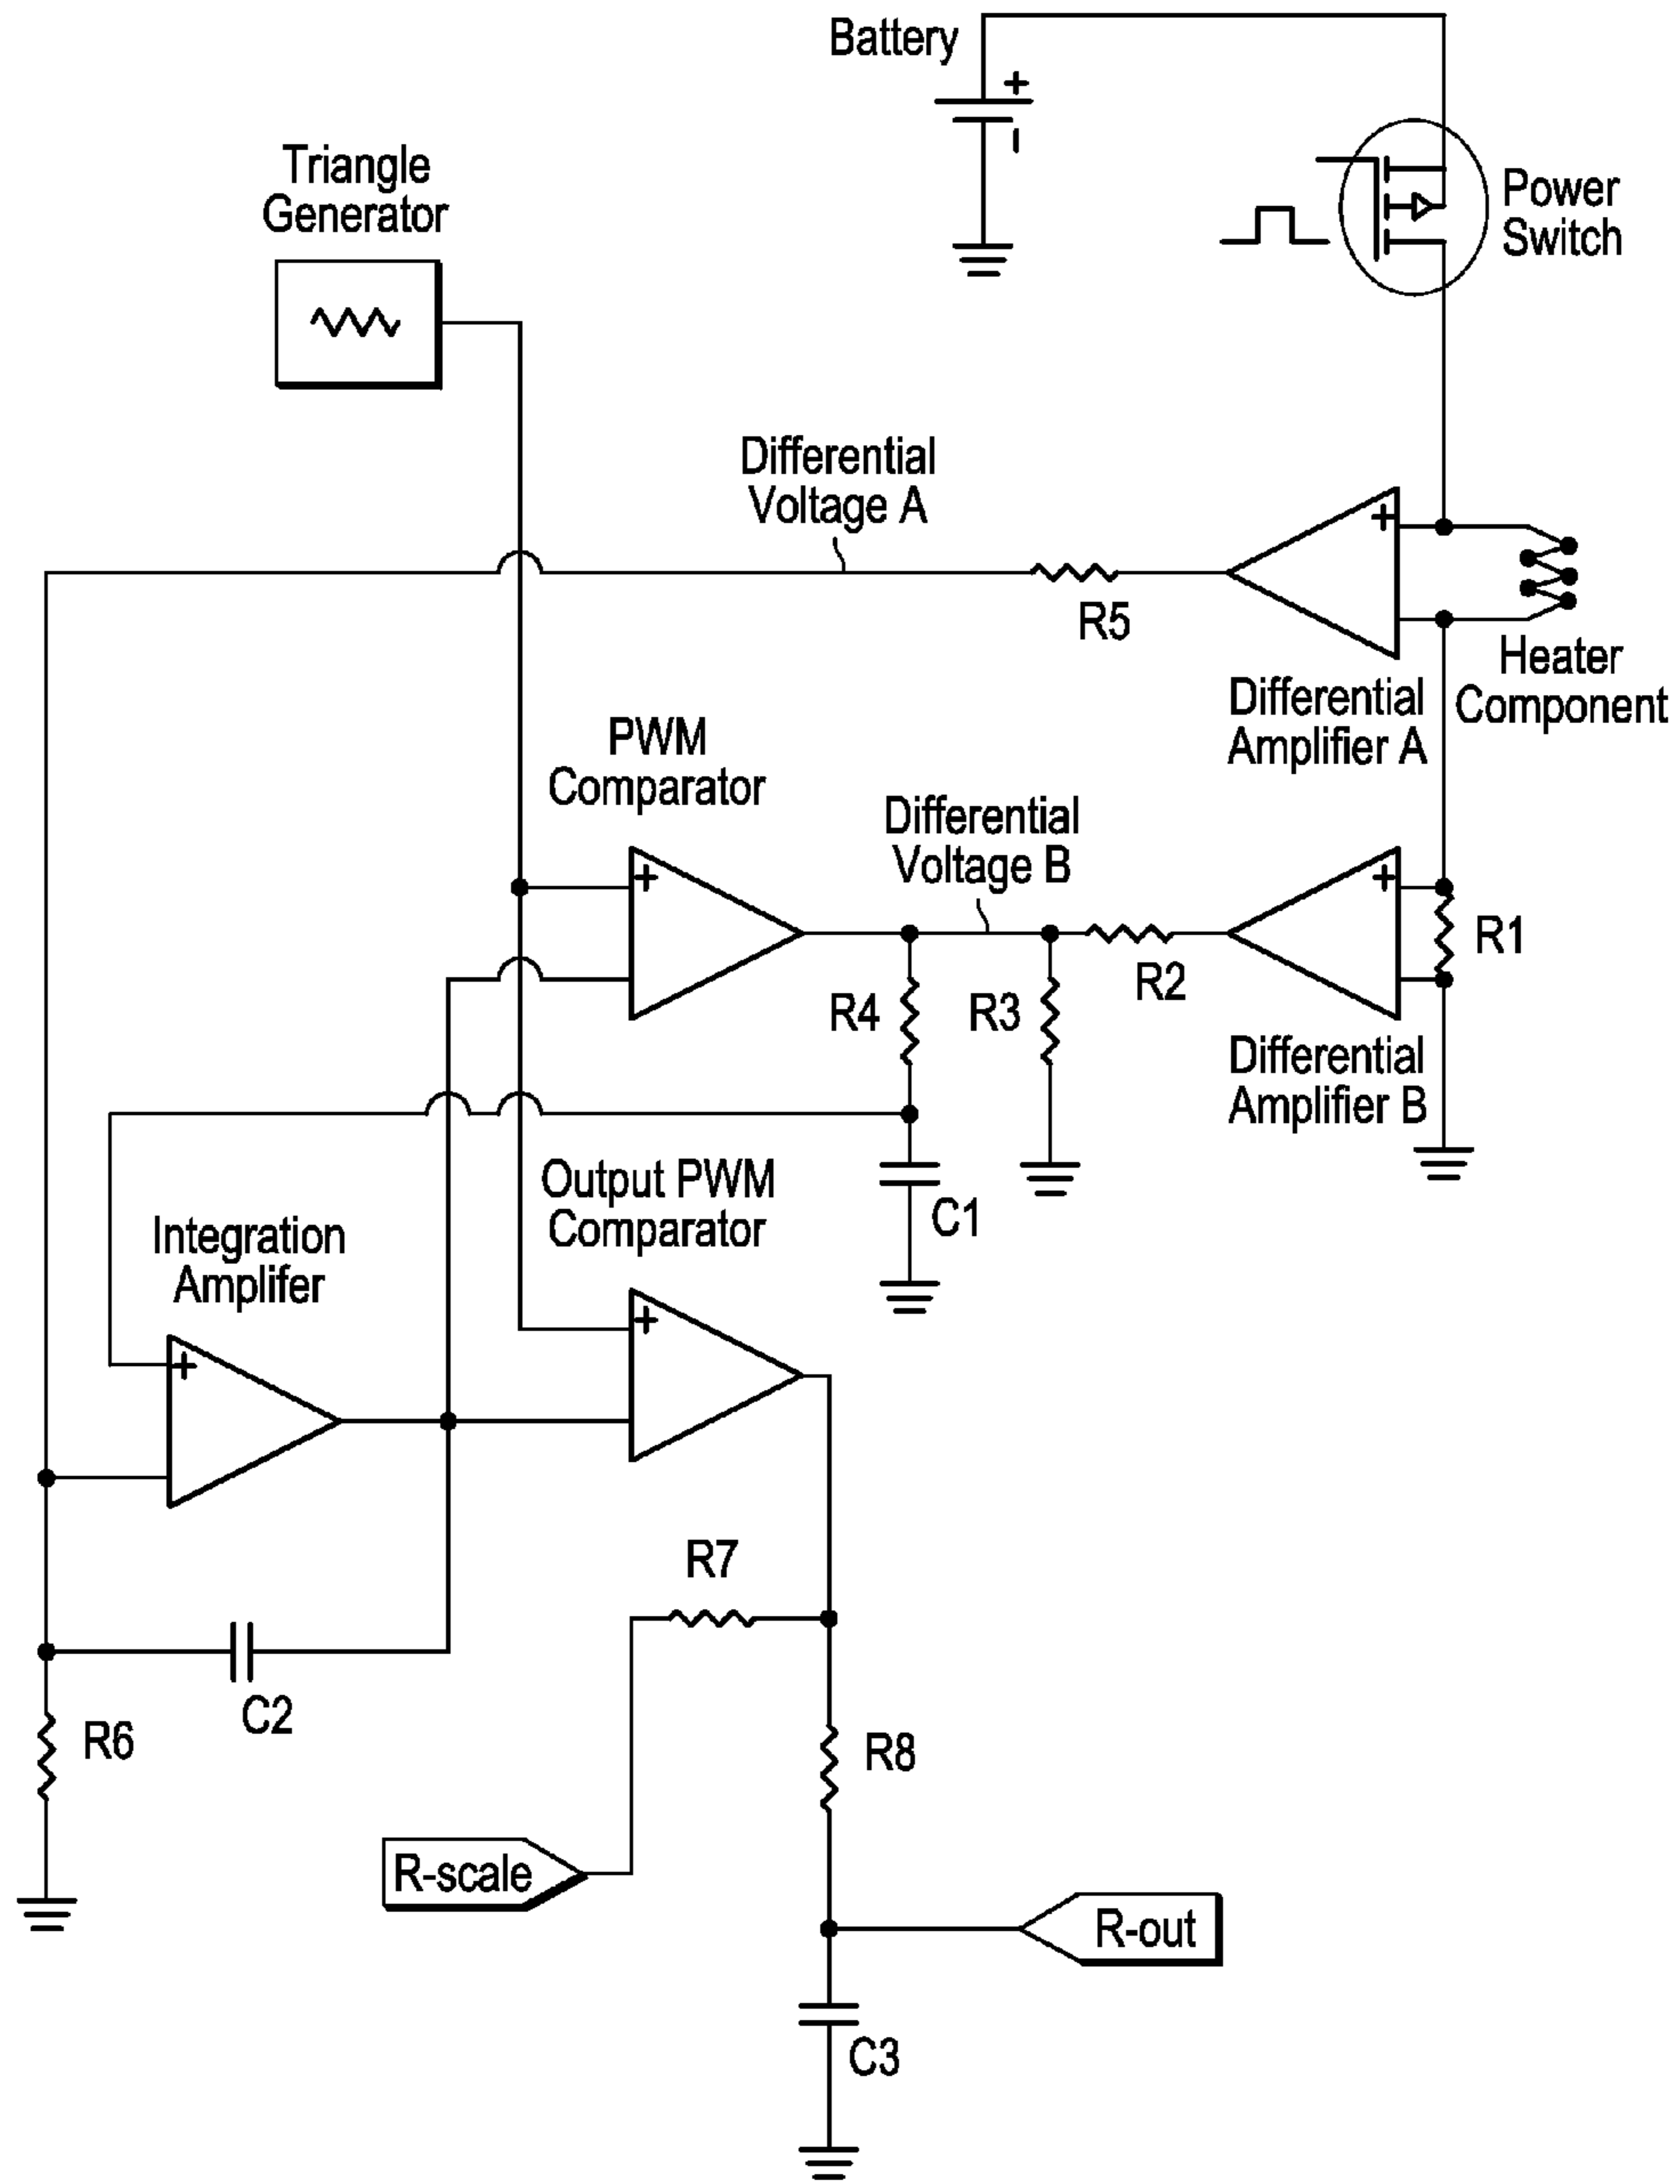 Battery
+
–
Triangle
Generator
Power
Switch
Differential
Voltage A
+
R5
Heater
Component
Differential
Amplifier A
PWM
Comparator
Differential
Voltage B
+
+
R1
R2
R4
R3
Differential
Amplifier B
Output PWM
Comparator
C1
Integration
Amplifer
+
+
R7
C2
R6
R8
R-scale
R-out
C3